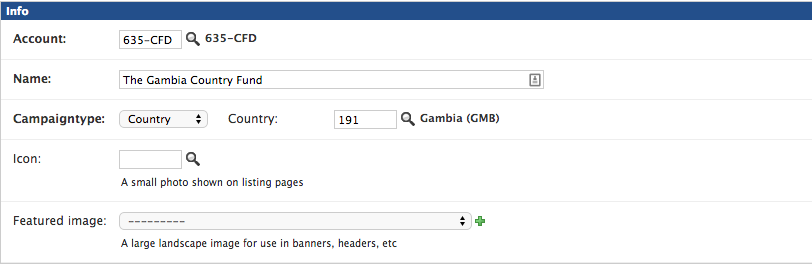 Info
Account: 635-CFD 635-CFD
Name: The Gambia Country Fund
Campaigntype: Country Country: 191 Gambia (GMB)
Icon:
A small photo shown on listing pages
Featured image: ---------
A large landscape image for use in banners, headers, etc